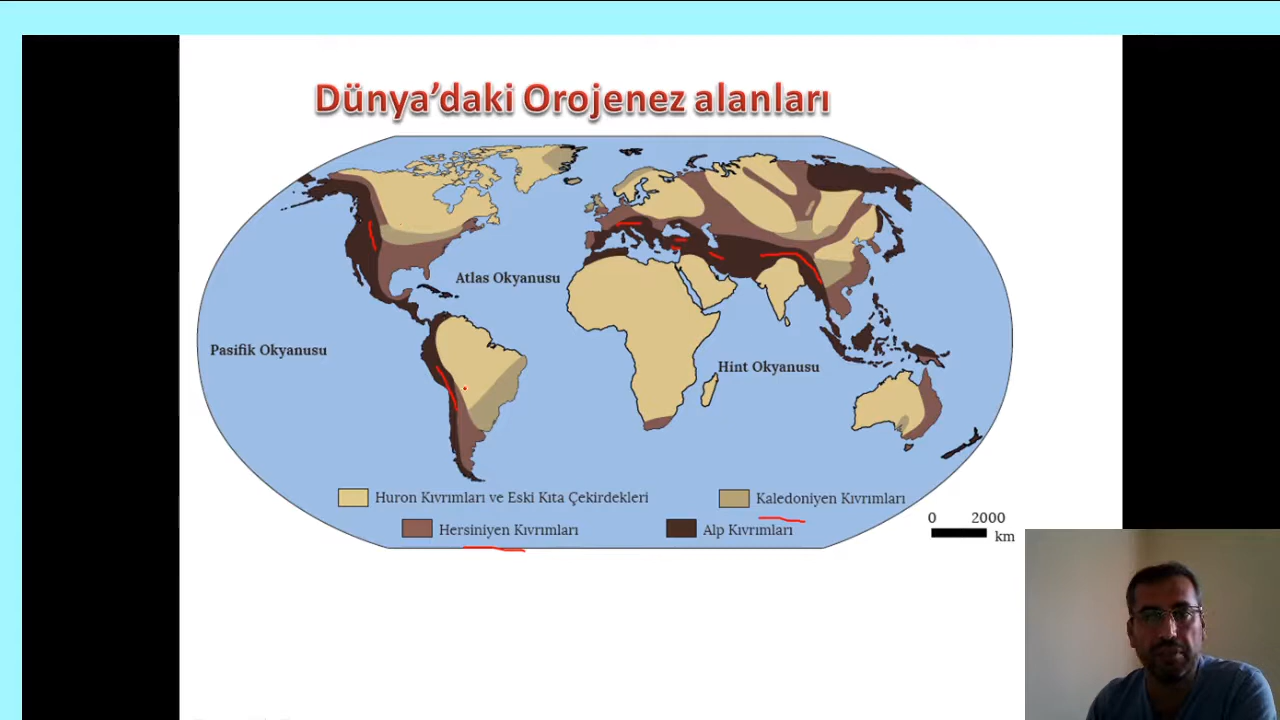 Dünya’daki Orojenez alanları
Atlas Okyanusu
Pasifik Okyanusu
Hint Okyanusu
Huron Kıvrımları ve Eski Kıta Çekirdekleri
Kaledoniyen Kıvrımları
Hersiniyen Kıvrımları
Alp Kıvrımları
0 2000
km